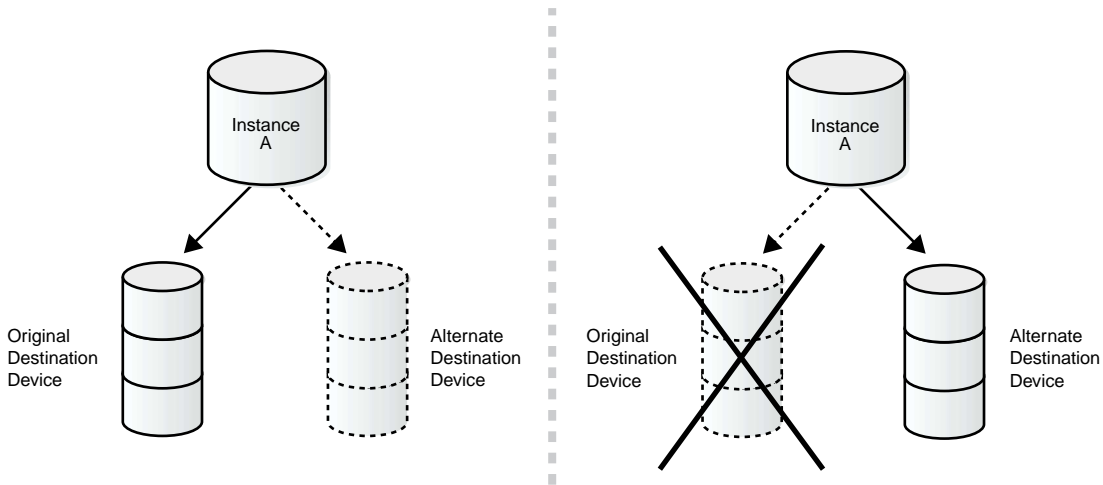 Instance
A
Original
Destination
Device
Alternate
Destination
Device
Instance
A
Original
Destination
Device
Alternate
Destination
Device